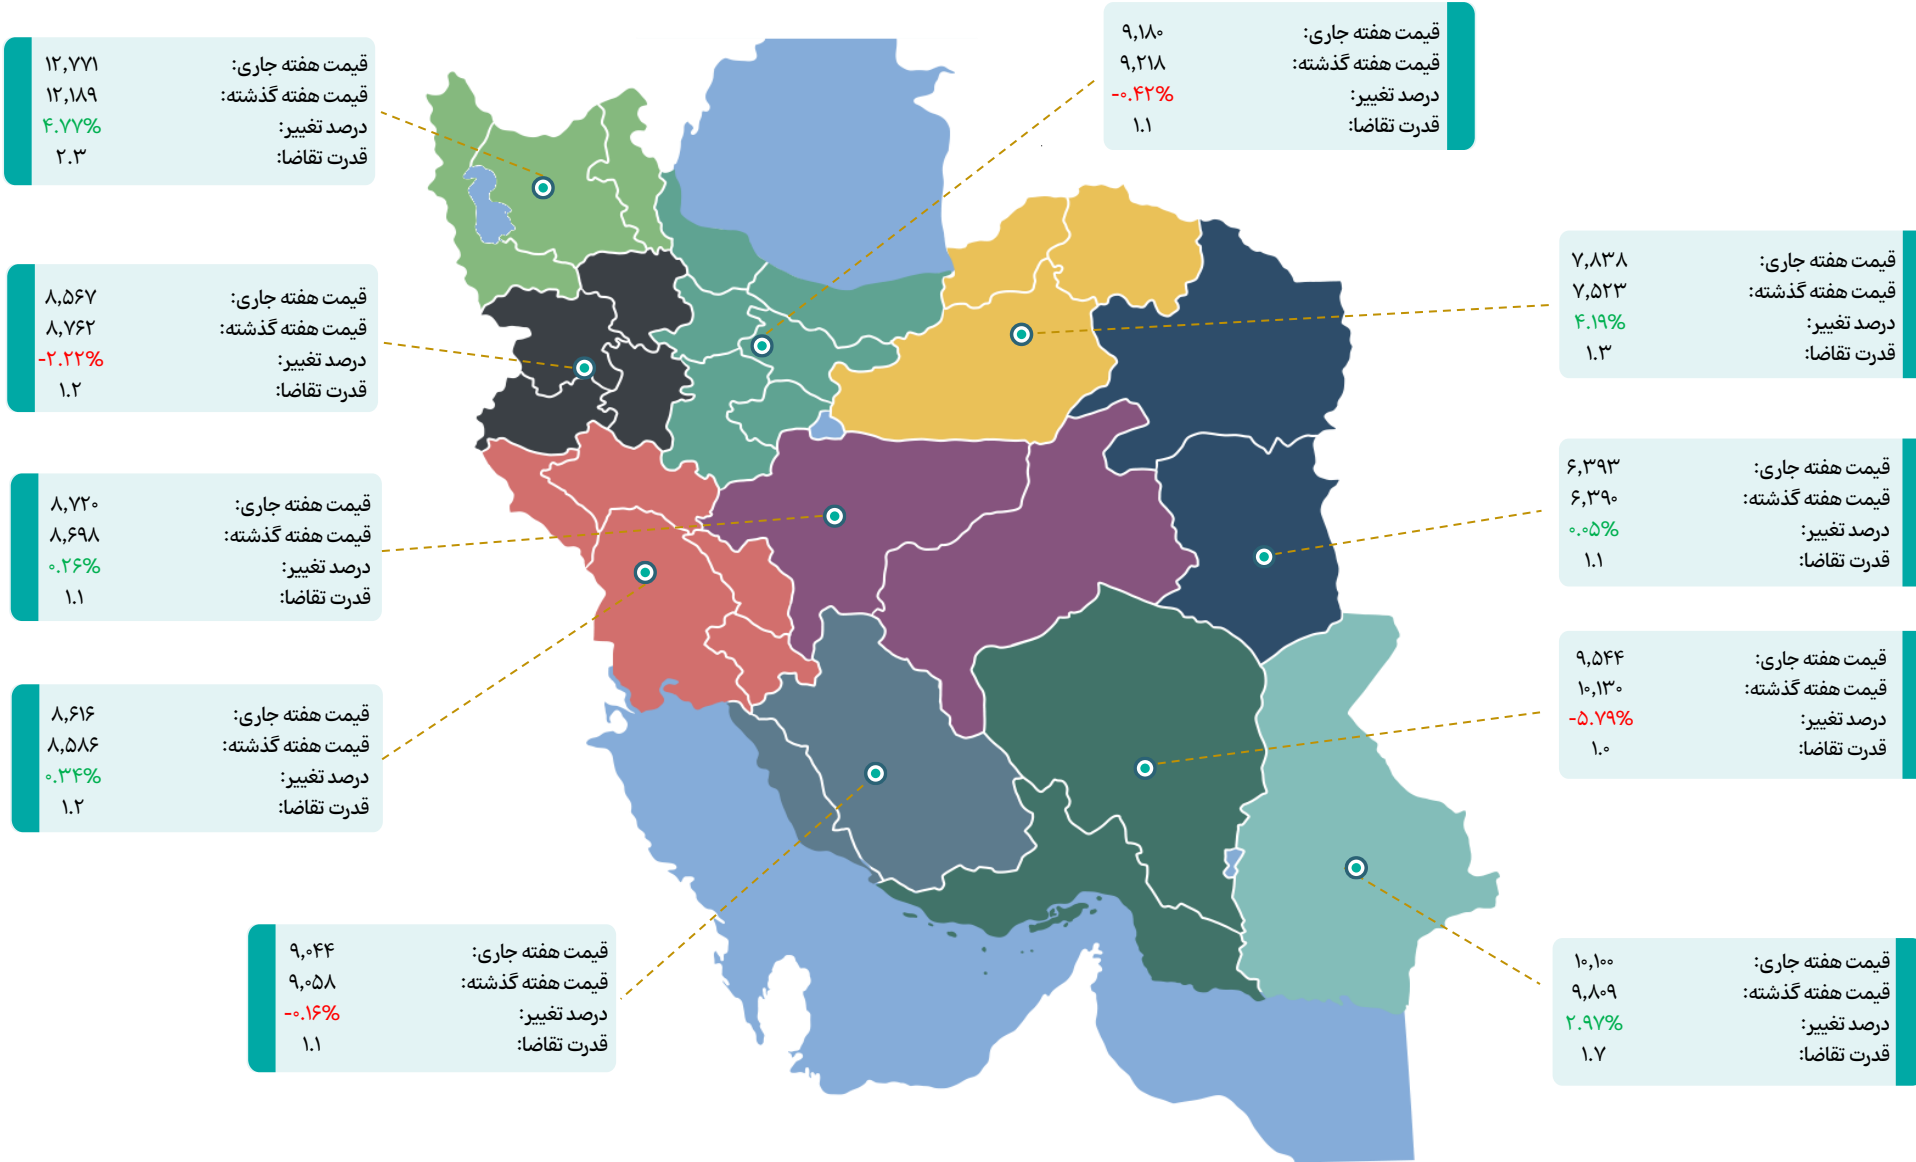 قیمت هفته جاری: ۹,۱۸۰
قیمت هفته گذشته: ۹,۲۱۸
درصد تغییر: -۰.۴۲%
قدرت تقاضا: ۱.۱
قیمت هفته جاری: ۱۲,۷۷۱
قیمت هفته گذشته: ۱۲,۱۸۹
درصد تغییر: ۴.۷۷%
قدرت تقاضا: ۲.۳
قیمت هفته جاری: ۷,۸۳۸
قیمت هفته گذشته: ۷,۵۲۳
درصد تغییر: ۴.۱۹%
قدرت تقاضا: ۱.۳
قیمت هفته جاری: ۸,۵۶۷
قیمت هفته گذشته: ۸,۷۶۲
درصد تغییر: -۲.۲۲%
قدرت تقاضا: ۱.۲
قیمت هفته جاری: ۶,۳۹۳
قیمت هفته گذشته: ۶,۳۹۰
درصد تغییر: ۰.۰۵%
قدرت تقاضا: ۱.۱
قیمت هفته جاری: ۸,۷۲۰
قیمت هفته گذشته: ۸,۶۹۸
درصد تغییر: ۰.۲۶%
قدرت تقاضا: ۱.۱
قیمت هفته جاری: ۹,۵۴۴
قیمت هفته گذشته: ۱۰,۱۳۰
درصد تغییر: -۵.۷۹%
قدرت تقاضا: ۱.۰
قیمت هفته جاری: ۸,۶۱۶
قیمت هفته گذشته: ۸,۵۸۶
درصد تغییر: ۰.۳۴%
قدرت تقاضا: ۱.۲
قیمت هفته جاری: ۱۰,۱۰۰
قیمت هفته گذشته: ۹,۸۰۹
درصد تغییر: ۲.۹۷%
قدرت تقاضا: ۱.۷
قیمت هفته جاری: ۹,۰۴۴
قیمت هفته گذشته: ۹,۰۵۸
درصد تغییر: -۰.۱۶%
قدرت تقاضا: ۱.۱